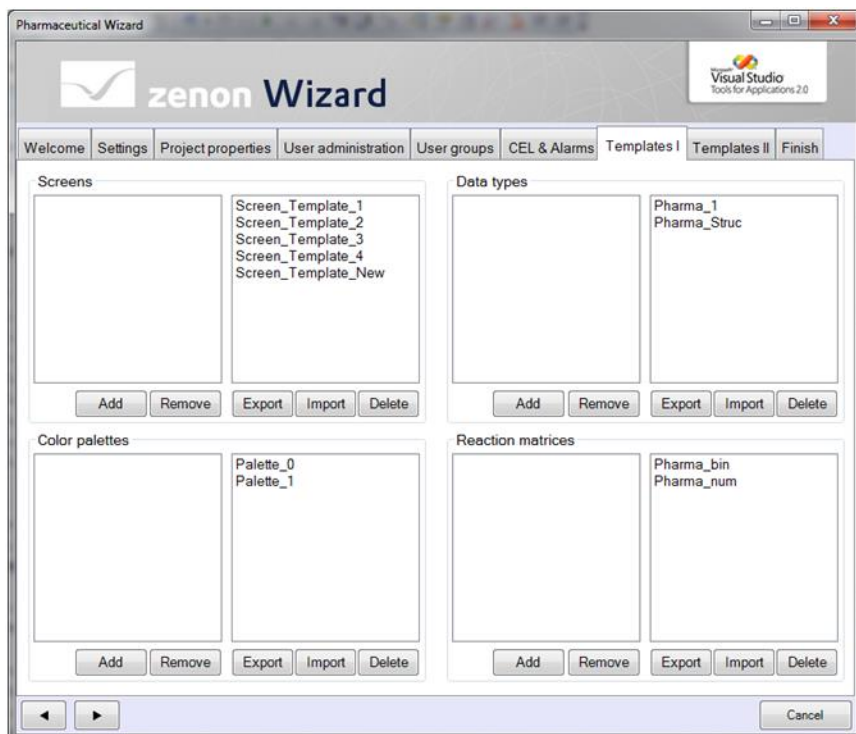 Pharmaceutical Wizard
zenon Wizard
Microsoft
Visual Studio
Tools for Applications 2.0
Welcome Settings Project properties User administration User groups CEL & Alarms Templates I Templates II Finish
Screens
Screen_Template_1
Screen_Template_2
Screen_Template_3
Screen_Template_4
Screen_Template_New
Add Remove Export Import Delete
Data types
Pharma_1
Pharma_Struc
Add Remove Export Import Delete
Color palettes
Palette_0
Palette_1
Add Remove Export Import Delete
Reaction matrices
Pharma_bin
Pharma_num
Add Remove Export Import Delete
Cancel